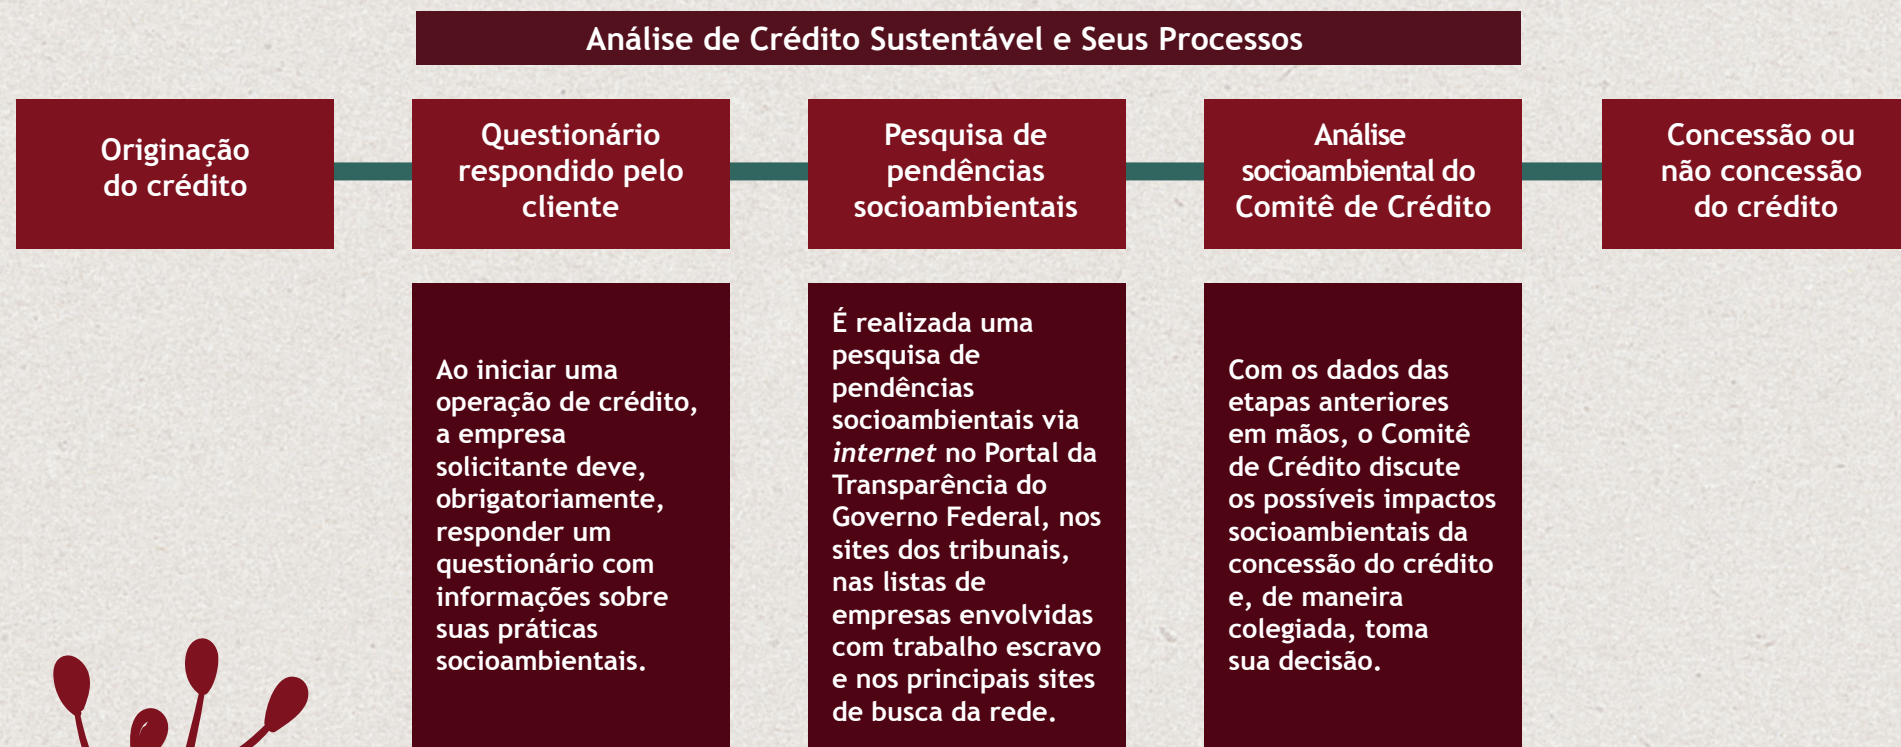 Análise de Crédito Sustentável e Seus Processos
Originação
do crédito
Questionário
respondido pelo
cliente
Pesquisa de
pendências
socioambientais
Análise
socioambiental do
Comitê de Crédito
Concessão ou
não concessão
do crédito
Ao iniciar uma
operação de crédito,
a empresa
solicitante deve,
obrigatoriamente,
responder um
questionário com
informações sobre
suas práticas
socioambientais.
É realizada uma
pesquisa de
pendências
socioambientais via
internet no Portal da
Transparência do
Governo Federal, nos
sites dos tribunais,
nas listas de
empresas envolvidas
com trabalho escravo
e nos principais sites
de busca da rede.
Com os dados das
etapas anteriores
em mãos, o Comitê
de Crédito discute
os possíveis impactos
socioambientais da
concessão do crédito
e, de maneira
colegiada, toma
sua decisão.